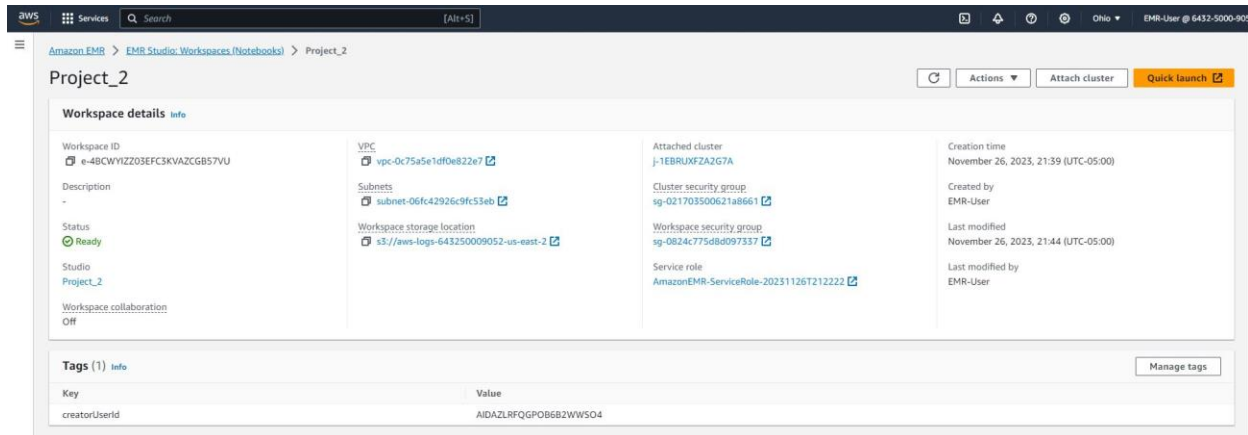 aws Services Search [Alt+S] Ohio EMR-User @ 6432-5000-905
Amazon EMR > EMR Studio: Workspaces (Notebooks) > Project_2
Project_2
Actions Attach cluster Quick launch
Workspace details Info
Workspace ID
e-4BCWYIZZ03EFC3KVAZCGB57VU
Description
-
Status
Ready
Studio
Project_2
Workspace collaboration
Off
VPC
vpc-0c75a5e1df0e822e7
Subnets
subnet-06fc42926c9fc53eb
Workspace storage location
s3://aws-logs-643250009052-us-east-2
Attached cluster
j-1EBRUXFZA2G7A
Cluster security group
sg-021703500621a8661
Workspace security group
sg-0824c775d8d097337
Service role
AmazonEMR-ServiceRole-20231126T212222
Creation time
November 26, 2023, 21:39 (UTC-05:00)
Created by
EMR-User
Last modified
November 26, 2023, 21:44 (UTC-05:00)
Last modified by
EMR-User
Tags (1) Info
Manage tags
Key Value
creatorUserId AIDAZLRFQGPOB6B2WWSO4